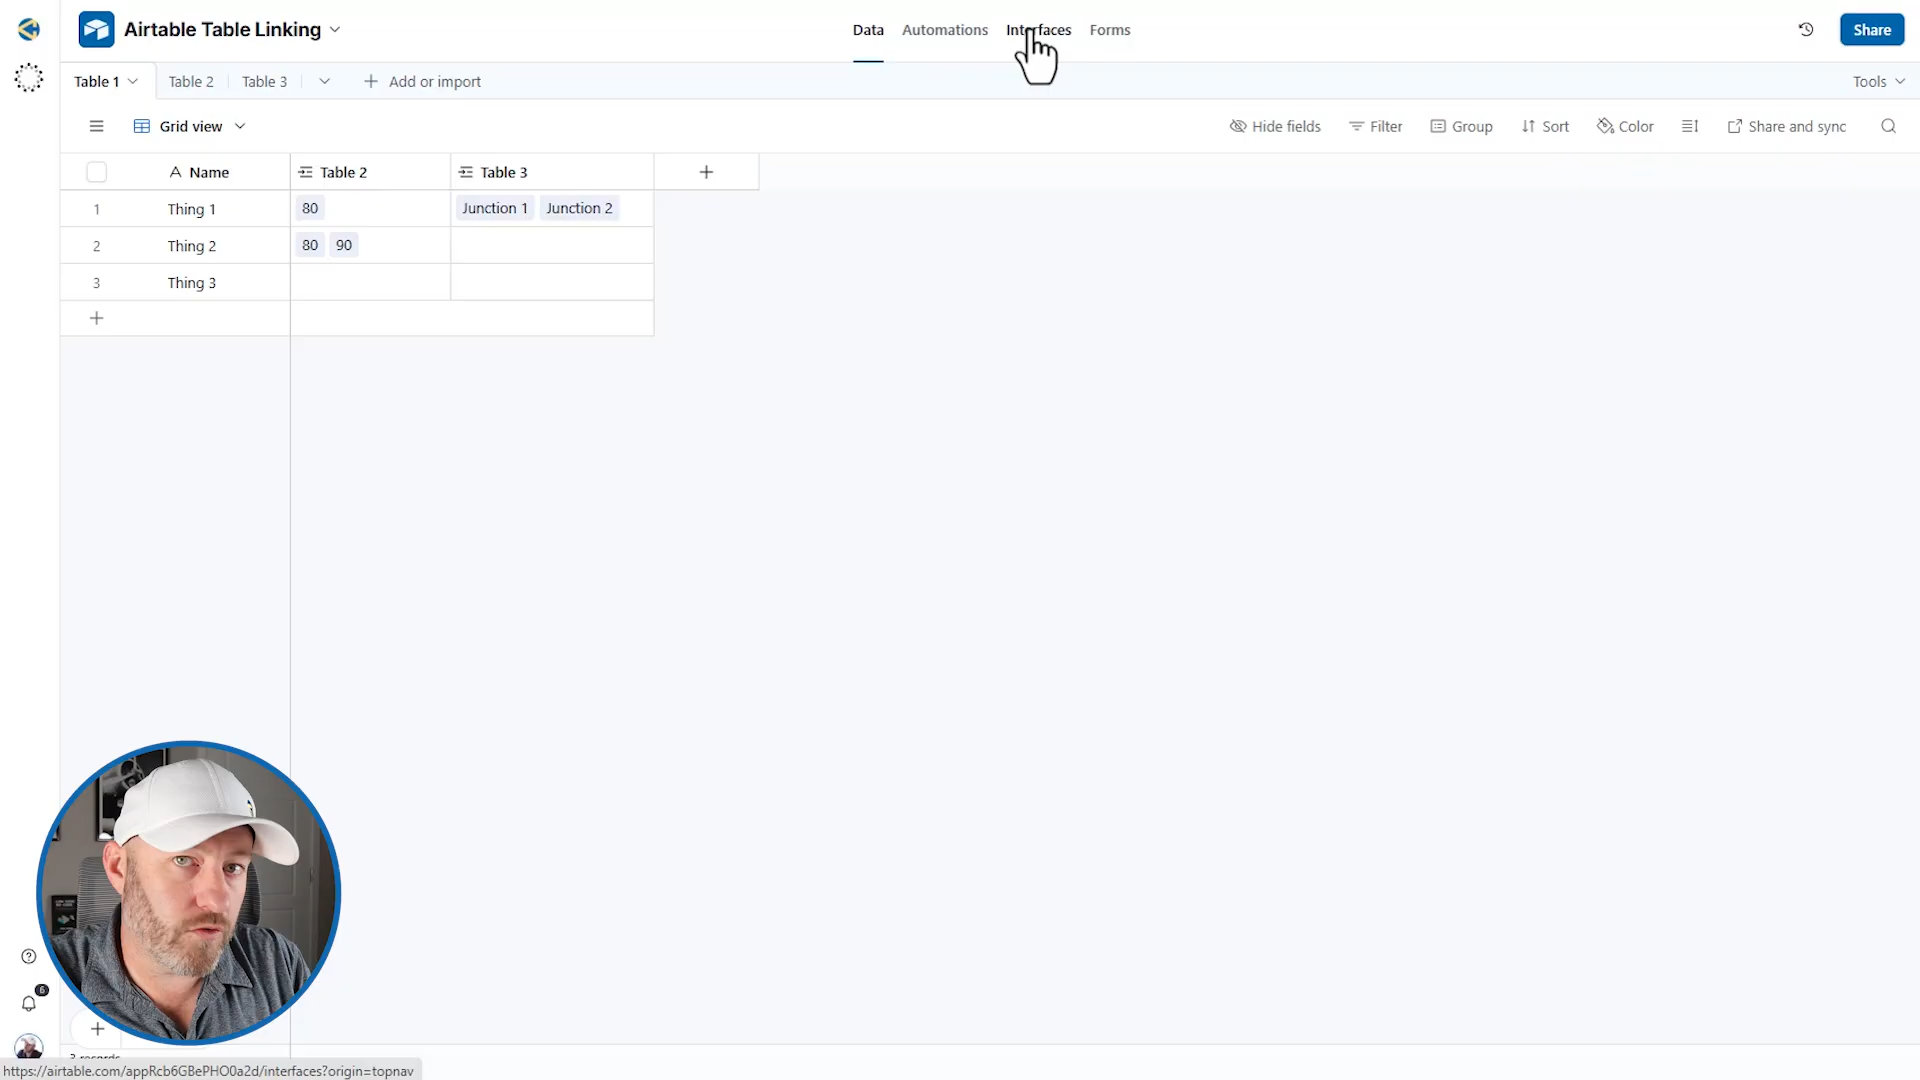 Airtable Table Linking
Data Automations Interfaces Forms
Share
Table 1 Table 2 Table 3 Add or import
Tools
Grid view
Hide fields Filter Group Sort Color Share and sync
Name Table 2 Table 3
1 Thing 1 80 Junction 1 Junction 2
2 Thing 2 80 90
3 Thing 3
6
3 records
https://airtable.com/appRcb6GBePHO0a2d/interfaces?origin=topnav